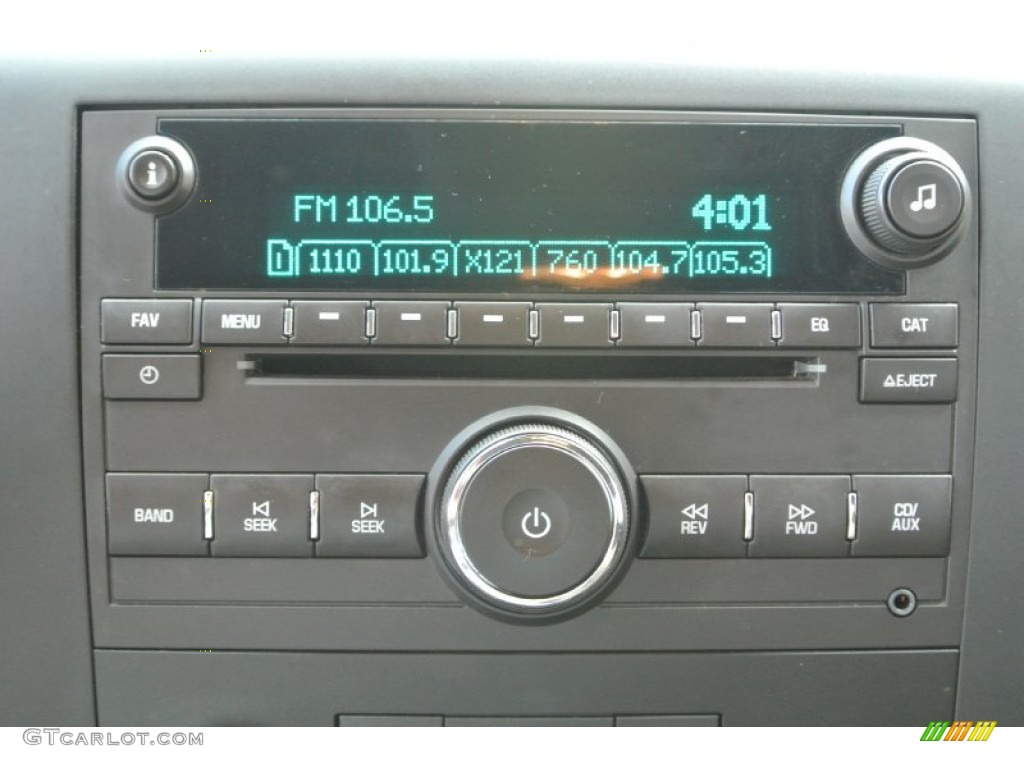 i
FM 106.5 4:01
1 1110 101.9 X121 760 104.7 105.3
FAV MENU EQ CAT
EJECT
BAND SEEK SEEK REV FWD CD/
AUX
GTCARLOT.COM